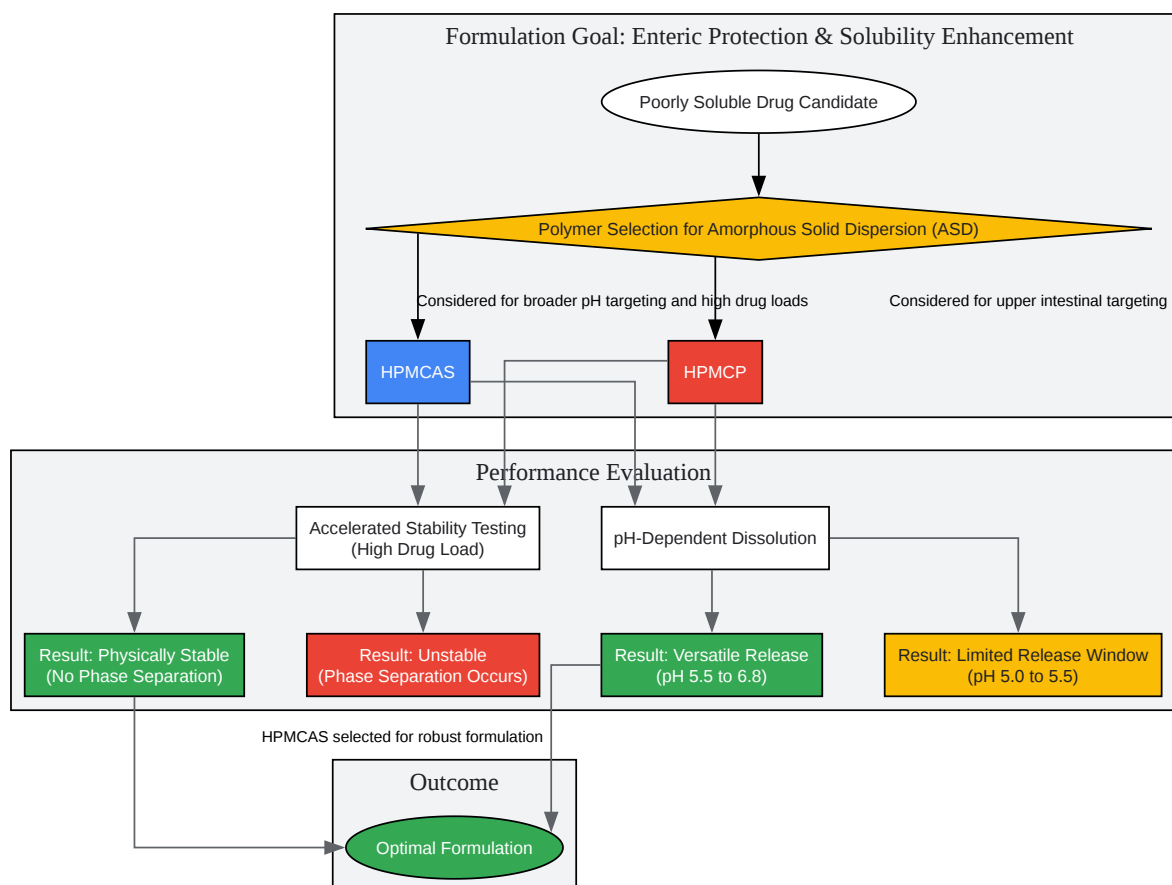 Formulation Goal: Enteric Protection & Solubility Enhancement
Poorly Soluble Drug Candidate
Polymer Selection for Amorphous Solid Dispersion (ASD)
Considered for broader pH targeting and high drug loads
Considered for upper intestinal targeting
HPMCAS
HPMCP
Performance Evaluation
Accelerated Stability Testing
(High Drug Load)
pH-Dependent Dissolution
Result: Physically Stable
(No Phase Separation)
Result: Unstable
(Phase Separation Occurs)
Result: Versatile Release
(pH 5.5 to 6.8)
Result: Limited Release Window
(pH 5.0 to 5.5)
HPMCAS selected for robust formulation
Outcome
Optimal Formulation